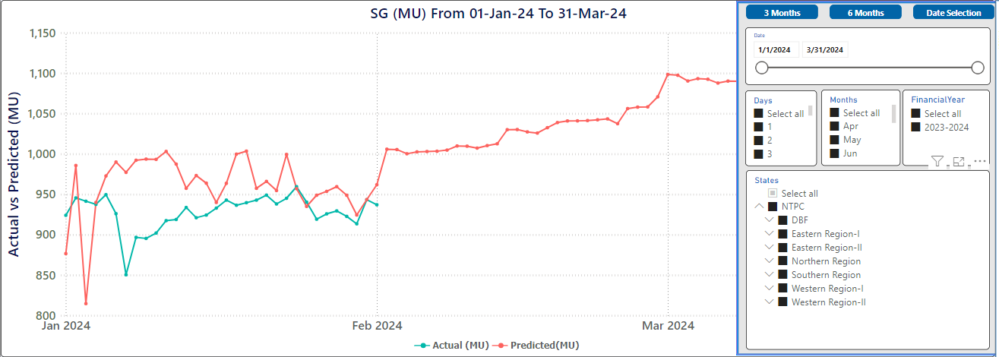 SG (MU) From 01-Jan-24 To 31-Mar-24
Actual vs Predicted (MU)
1,150
1,100
1,050
1,000
950
900
850
800
Jan 2024
Feb 2024
Mar 2024
Actual (MU)
Predicted(MU)
3 Months
6 Months
Date Selection
Date
1/1/2024
3/31/2024
Days
Select all
1
2
3
Months
Select all
Apr
May
Jun
FinancialYear
Select all
2023-2024
States
Select all
NTPC
DBF
Eastern Region-I
Eastern Region-II
Northern Region
Southern Region
Western Region-I
Western Region-II